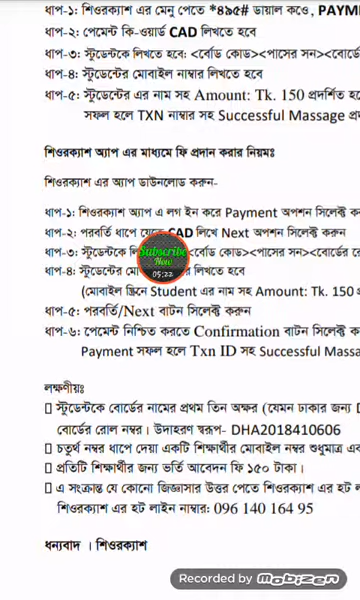 ধাপ-১: শিওরক্যাশ এর মেনু পেতে *৪৯৫# ডায়াল কওে, PAYM
ধাপ-২: পেমেন্ট কি-ওয়ার্ড CAD লিখতে হবে
ধাপ-৩: স্টুডেন্টকে লিখতে হবে: <বোর্ড কোড><পাসের সন><বোর্ডে
ধাপ-৪: স্টুডেন্টের মোবাইল নাম্বার লিখতে হবে
ধাপ-৫: স্টুডেন্টের এর নাম সহ Amount: Tk. 150 প্রদর্শিত হ
সফল হলে TXN নাম্বার সহ Successful Massage প্র
শিওরক্যাশ অ্যাপ এর মাধ্যমে ফি প্রদান করার নিয়মঃ
শিওরক্যাশ এর অ্যাপ ডাউনলোড করুন-
ধাপ-১: শিওরক্যাশ অ্যাপ এ লগ ইন করে Payment অপশন সিলেক্ট ক
ধাপ-২: পরবর্তি ধাপে CAD লিখে Next অপশন সিলেক্ট করুন
ধাপ-৩: স্টুডেন্টকে <বোর্ড কোড><পাসের সন><বোর্ডের রে
ধাপ-৪: স্টুডেন্টের লিখতে হবে
(মোবাইল স্ক্রিনে Student এর নাম সহ Amount: Tk. 150 প্র
ধাপ-৫: পরবর্তি/Next বাটন সিলেক্ট করুন
ধাপ-৬: পেমেন্ট নিশ্চিত করতে Confirmation বাটন সিলেক্ট ক
Payment সফল হলে Txn ID সহ Successful Massa
Subscribe
Now
05:22
লক্ষণীয়ঃ
স্টুডেন্টকে বোর্ডের নামের প্রথম তিন অক্ষর (যেমন ঢাকার জন্য D
বোর্ডের রোল নম্বর। উদাহরণ স্বরূপ- DHA2018410606
চতুর্থ নম্বর ধাপে দেয়া একটি শিক্ষার্থীর মোবাইল নম্বর শুধুমাত্র এক
প্রতিটি শিক্ষার্থীর জন্য ভর্তি আবেদন ফি ১৫০ টাকা।
এ সংক্রান্ত যে কোনো জিজ্ঞাসার উত্তর পেতে শিওরক্যাশ এর হট ল
শিওরক্যাশ এর হট লাইন নাম্বার: 096 140 164 95
ধন্যবাদ । শিওরক্যাশ
Recorded by Mobizen